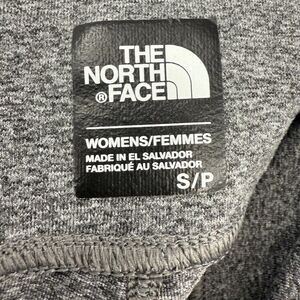 THE
NORTH
® FACE
WOMENS/FEMMES
MADE IN EL SALVADOR
FABRIQUÉ AU SALVADOR
S/P